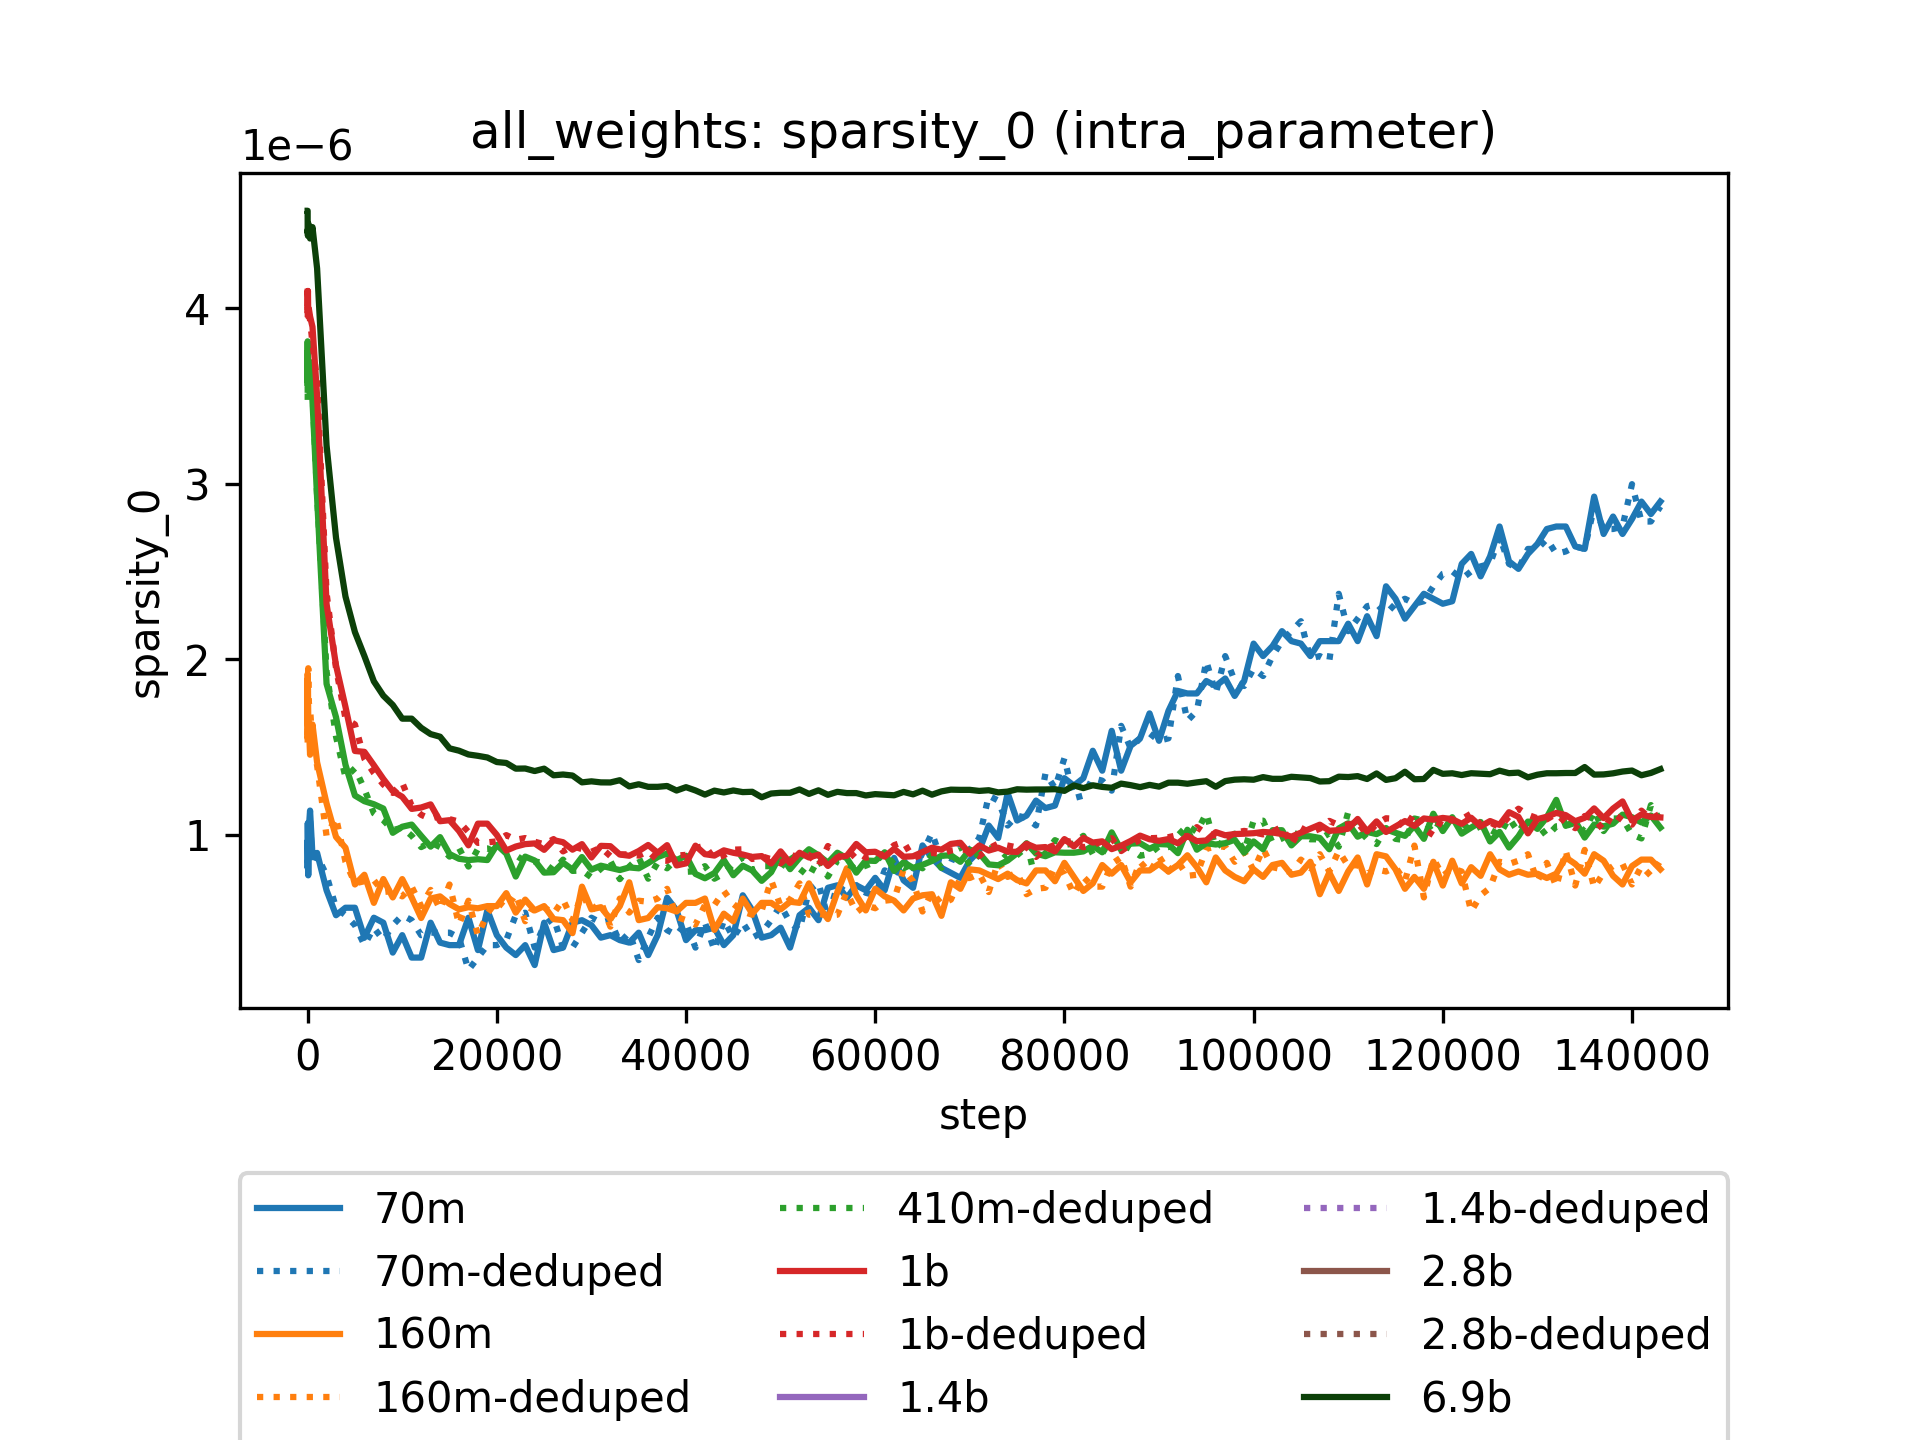 all_weights: sparsity_0 (intra_parameter)
1e−6
4
3
2
1
sparsity_0
0 20000 40000 60000 80000 100000 120000 140000
step
70m 410m-deduped 1.4b-deduped
70m-deduped 1b 2.8b
160m 1b-deduped 2.8b-deduped
160m-deduped 1.4b 6.9b